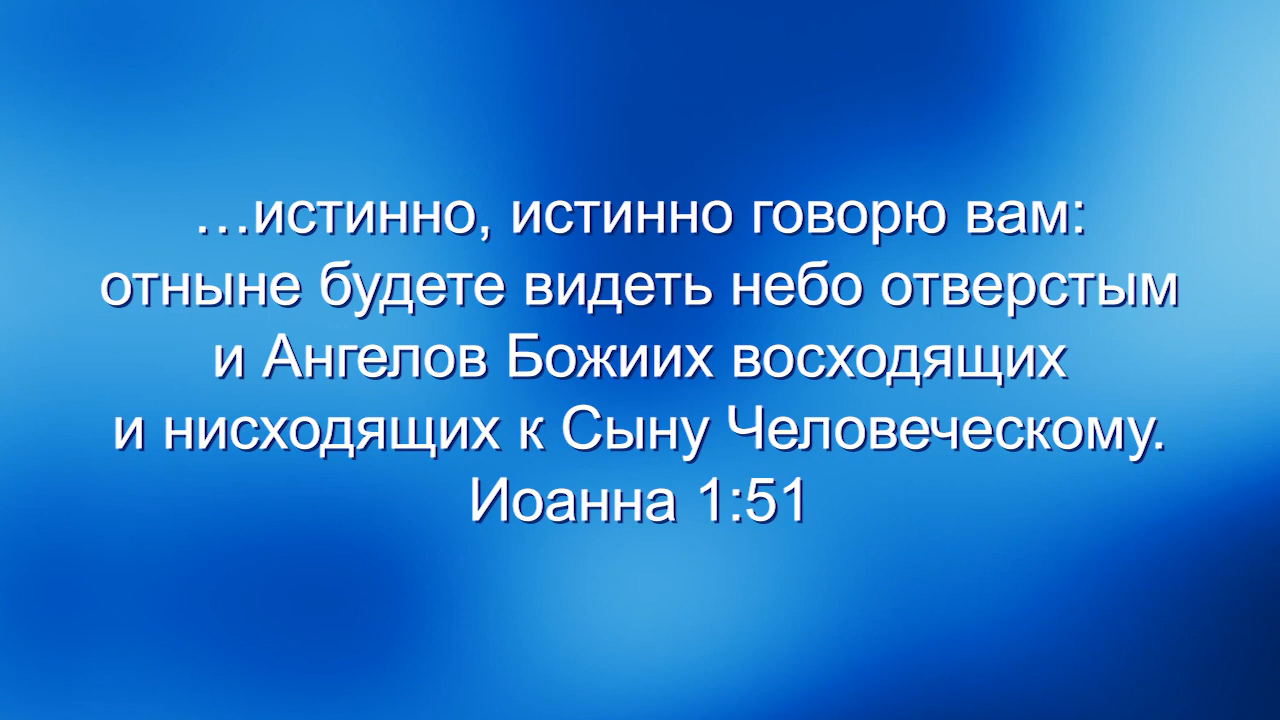 …истинно, истинно говорю вам:
отныне будете видеть небо отверстым
и Ангелов Божиих восходящих
и нисходящих к Сыну Человеческому.
Иоанна 1:51